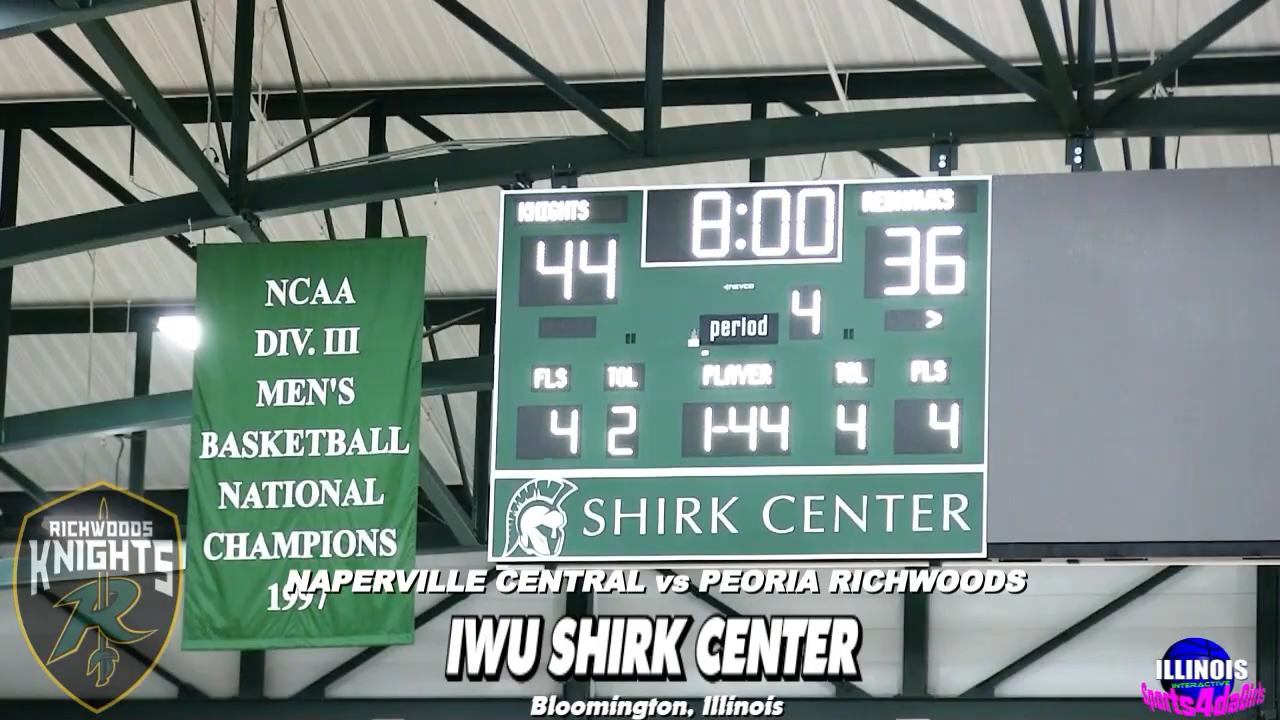 KNIGHTS
8:00
REDHAWKS
44
36
NEVCO
period
4
>
FLS
TOL
PLAYER
TOL
FLS
4
2
1-44
4
4
SHIRK CENTER
NCAA
DIV. III
MEN'S
BASKETBALL
NATIONAL
CHAMPIONS
1997
RICHWOODS
KNIGHTS
R
NAPERVILLE CENTRAL vs PEORIA RICHWOODS
IWU SHIRK CENTER
Bloomington, Illinois
ILLINOIS
INTERACTIVE
Sports4daGirls